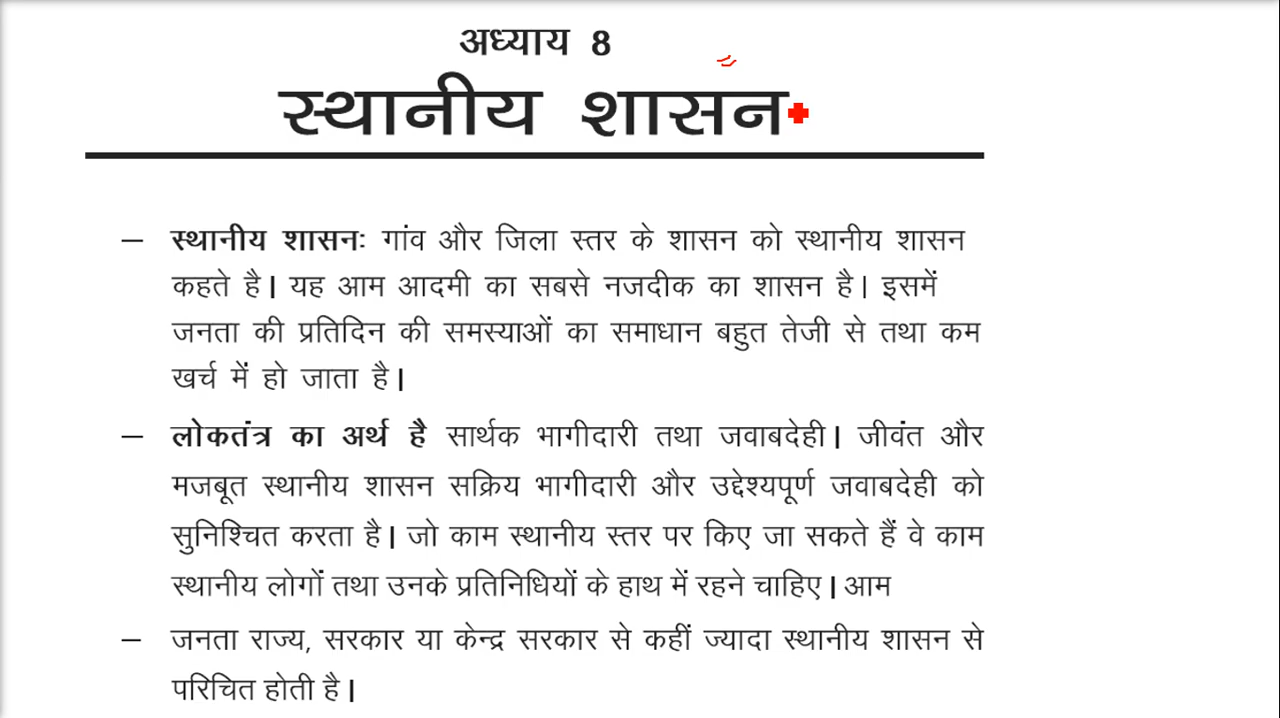 अध्याय 8
स्थानीय शासन
– स्थानीय शासनः गांव और जिला स्तर के शासन को स्थानीय शासन
कहते है। यह आम आदमी का सबसे नजदीक का शासन है। इसमें
जनता की प्रतिदिन की समस्याओं का समाधान बहुत तेजी से तथा कम
खर्च में हो जाता है।
– लोकतंत्र का अर्थ है सार्थक भागीदारी तथा जवाबदेही। जीवंत और
मजबूत स्थानीय शासन सक्रिय भागीदारी और उद्देश्यपूर्ण जवाबदेही को
सुनिश्चित करता है। जो काम स्थानीय स्तर पर किए जा सकते हैं वे काम
स्थानीय लोगों तथा उनके प्रतिनिधियों के हाथ में रहने चाहिए। आम
– जनता राज्य, सरकार या केन्द्र सरकार से कहीं ज्यादा स्थानीय शासन से
परिचित होती है।